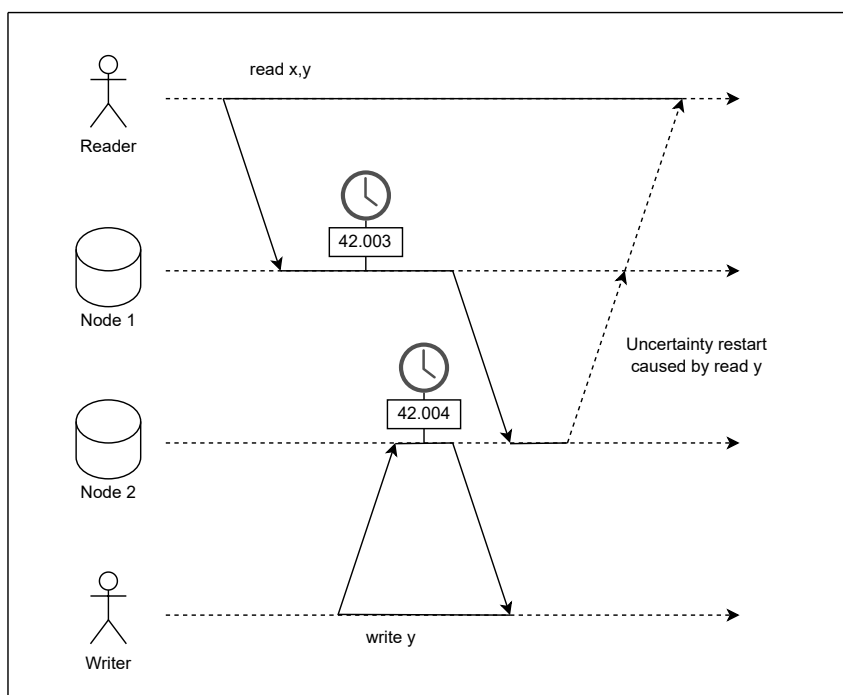 read x,y
Reader
42.003
Node 1
Uncertainty restart
caused by read y
42.004
Node 2
write y
Writer